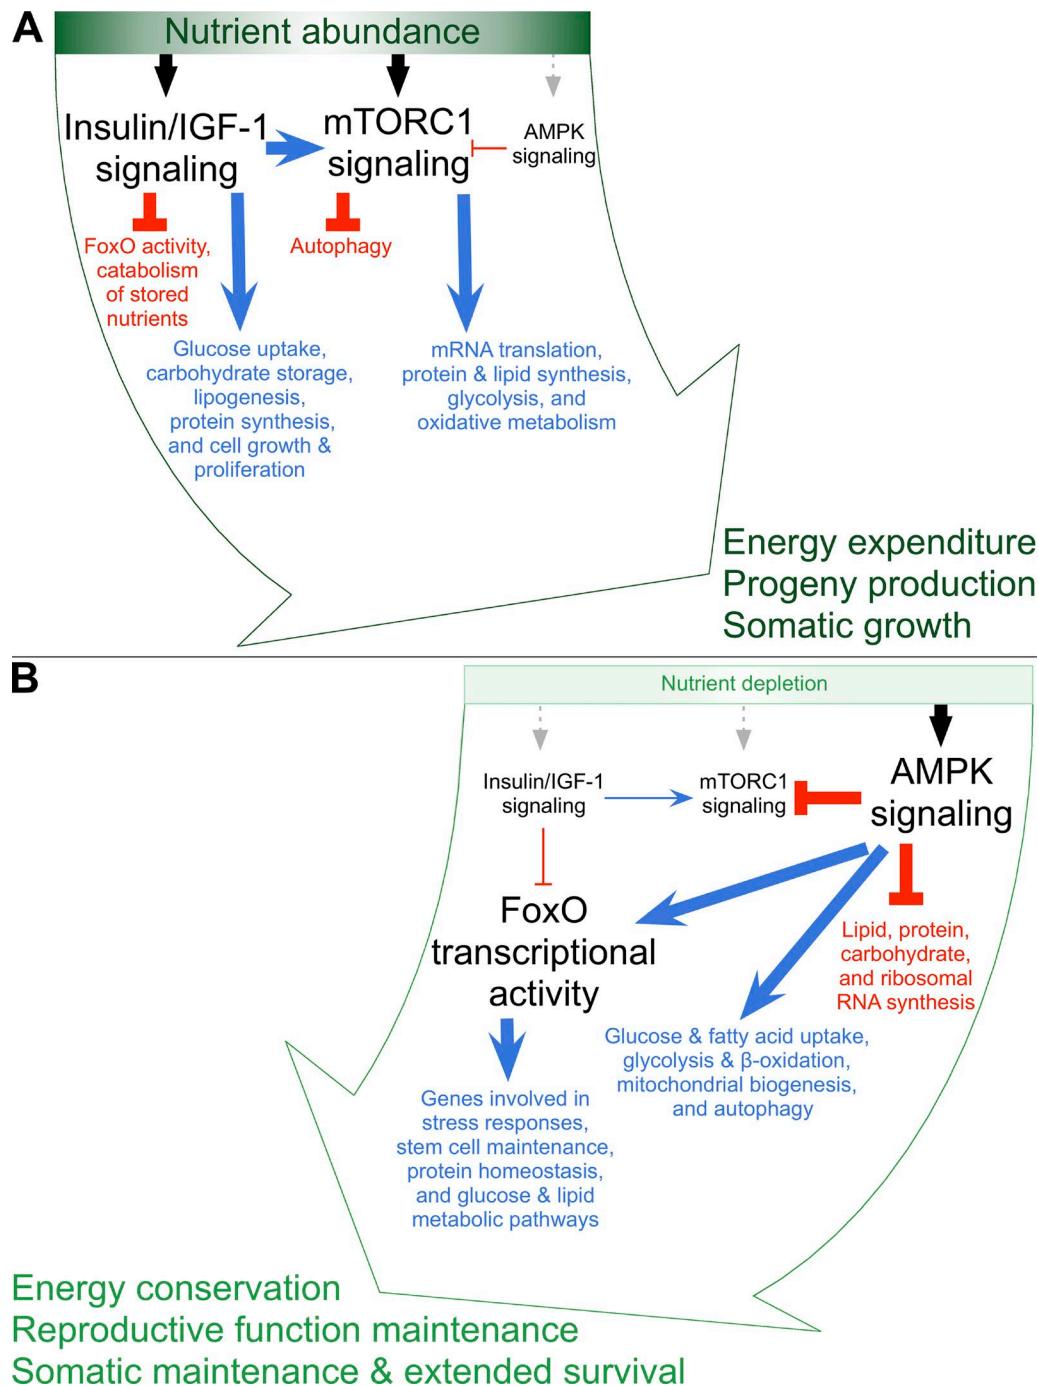 A
Nutrient abundance
Insulin/IGF-1
signaling
mTORC1
signaling
AMPK
signaling
FoxO activity,
catabolism
of stored
nutrients
Autophagy
Glucose uptake,
carbohydrate storage,
lipogenesis,
protein synthesis,
and cell growth &
proliferation
mRNA translation,
protein & lipid synthesis,
glycolysis, and
oxidative metabolism
Energy expenditure
Progeny production
Somatic growth
B
Nutrient depletion
Insulin/IGF-1
signaling
mTORC1
signaling
AMPK
signaling
FoxO
transcriptional
activity
Lipid, protein,
carbohydrate,
and ribosomal
RNA synthesis
Glucose & fatty acid uptake,
glycolysis & β-oxidation,
mitochondrial biogenesis,
and autophagy
Genes involved in
stress responses,
stem cell maintenance,
protein homeostasis,
and glucose & lipid
metabolic pathways
Energy conservation
Reproductive function maintenance
Somatic maintenance & extended survival